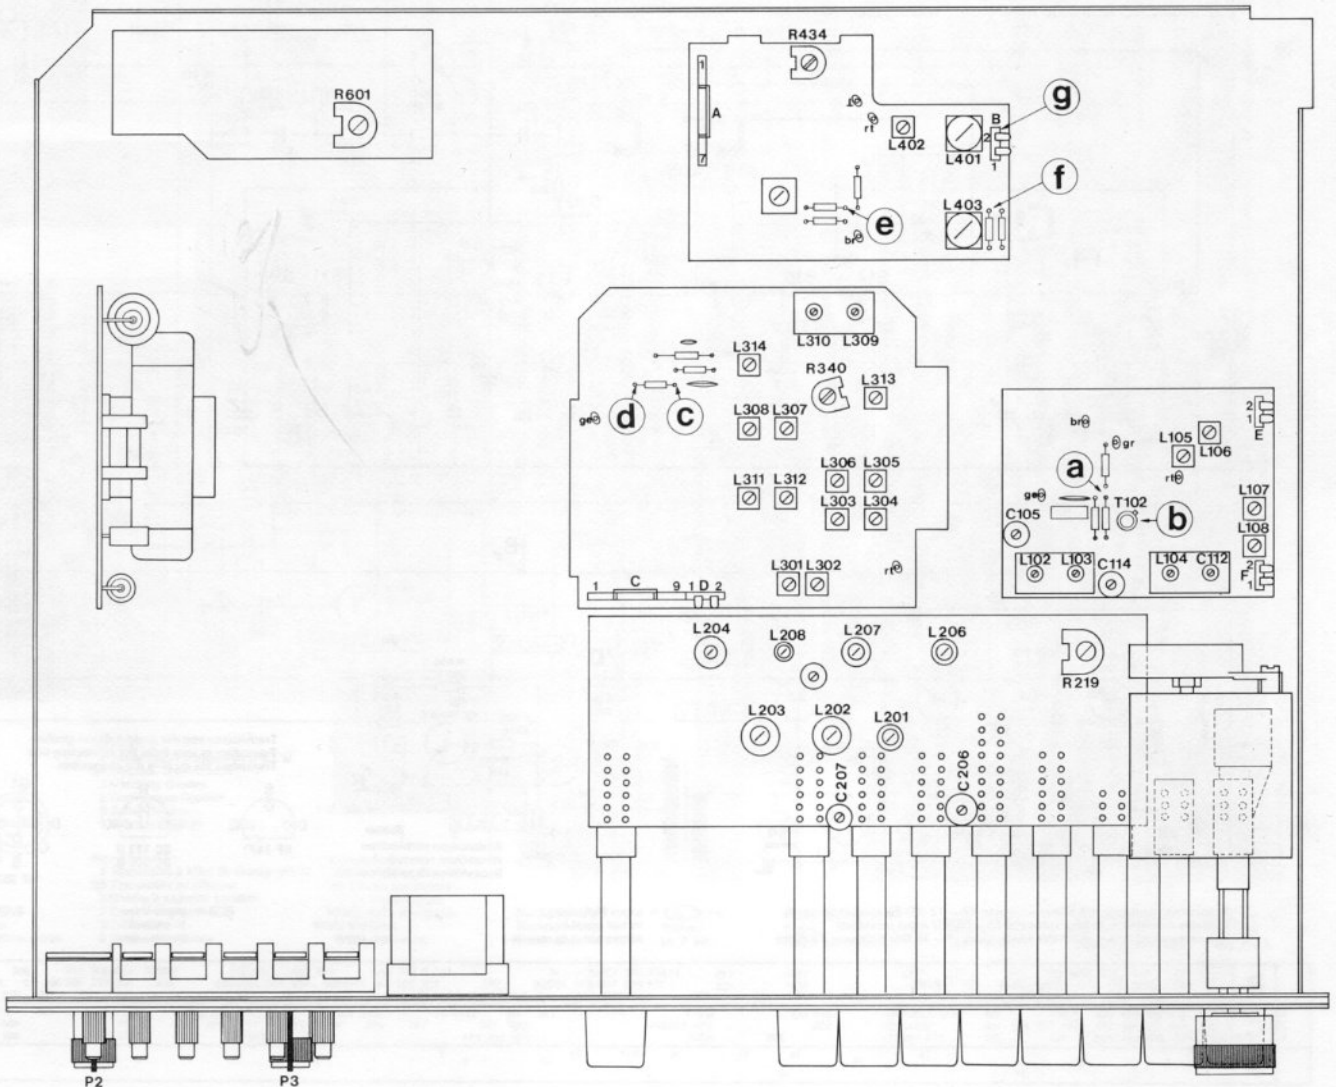 R434
R601
1
A
7
rt
L402
B
2
L401
1
g
f
L403
e
br
L310 L309
L314
R340
L313
d
c
ge
L308 L307
L306 L305
L311 L312
L303 L304
L301 L302
rt
1 C 9 1 D 2
2
1
E
br
gr
L105
L106
a
rt
ge
T102
b
C105
L107
L108
L102 L103
C114
L104 C112
2
F
1
L204
L208
L207
L206
R219
L203
L202
L201
C207
C206
P2
P3